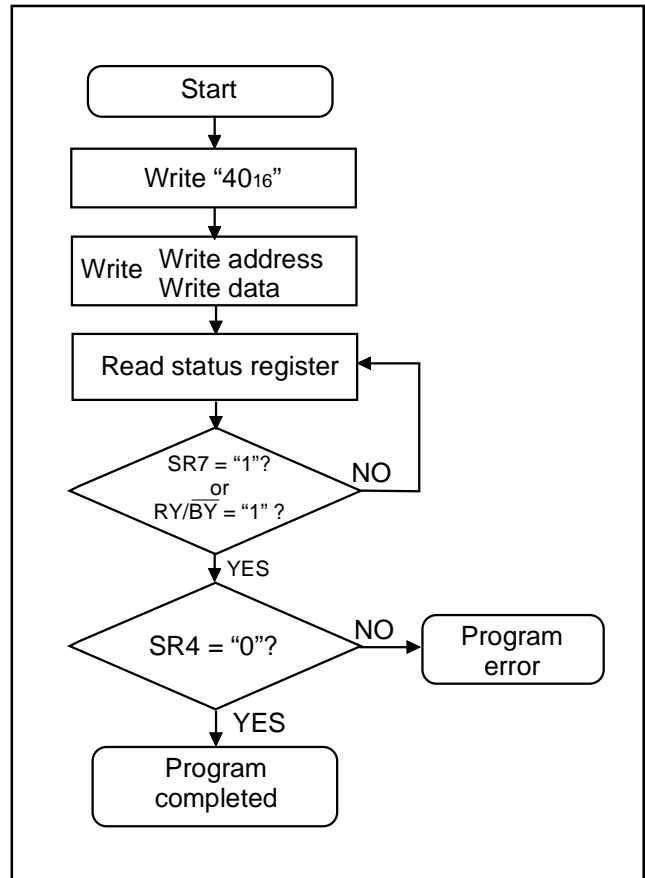 Start
Write “40₁₆”
Write Write address
Write data
Read status register
SR7 = “1”?
or
RY/B̅Y̅ = “1” ?
NO
YES
SR4 = “0”?
NO
Program
error
YES
Program
completed